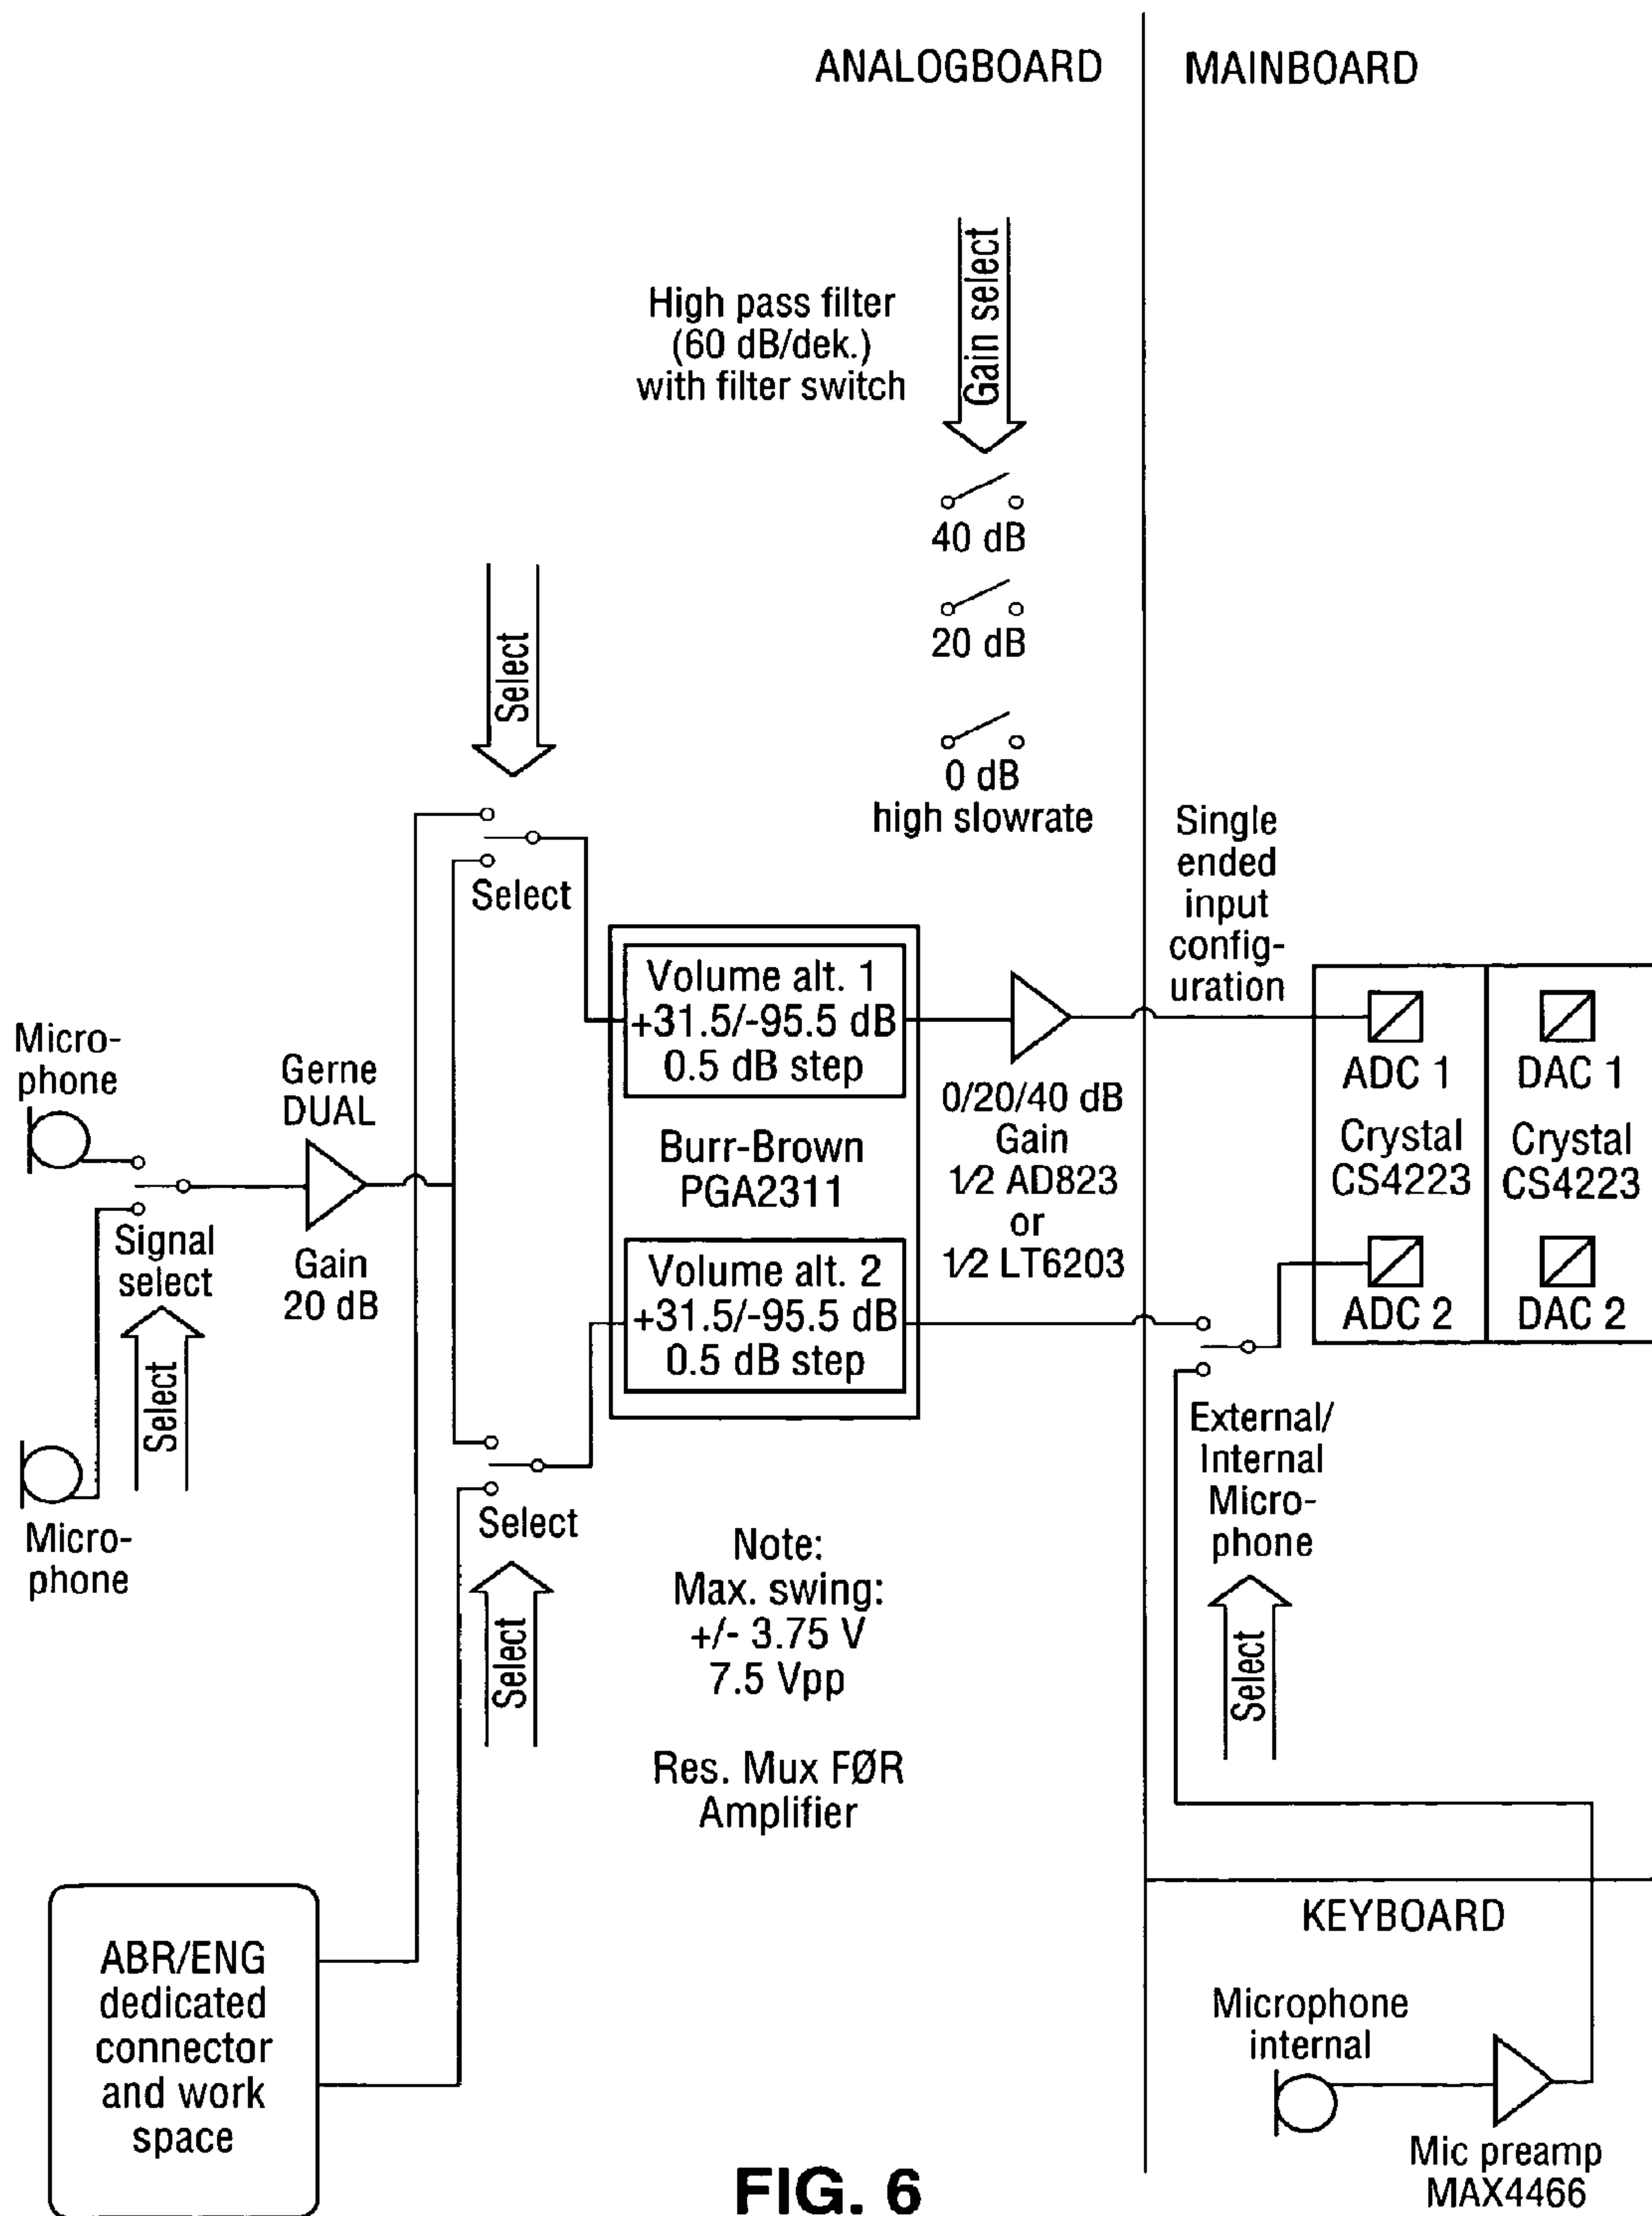 ANALOGBOARD
MAINBOARD
High pass filter
(60 dB/dek.)
with filter switch
Gain select
40 dB
20 dB
0 dB
high slowrate
Select
Select
Single
ended
input
config-
uration
Micro-
phone
Signal
select
Select
Micro-
phone
Gerne
DUAL
Gain
20 dB
Volume alt. 1
+31.5/-95.5 dB
0.5 dB step
Burr-Brown
PGA2311
Volume alt. 2
+31.5/-95.5 dB
0.5 dB step
0/20/40 dB
Gain
1/2 AD823
or
1/2 LT6203
ADC 1
Crystal
CS4223
ADC 2
DAC 1
Crystal
CS4223
DAC 2
Select
Select
Note:
Max. swing:
+/- 3.75 V
7.5 Vpp
Res. Mux FØR
Amplifier
External/
Internal
Micro-
phone
Select
ABR/ENG
dedicated
connector
and work
space
KEYBOARD
Microphone
internal
Mic preamp
MAX4466
FIG. 6